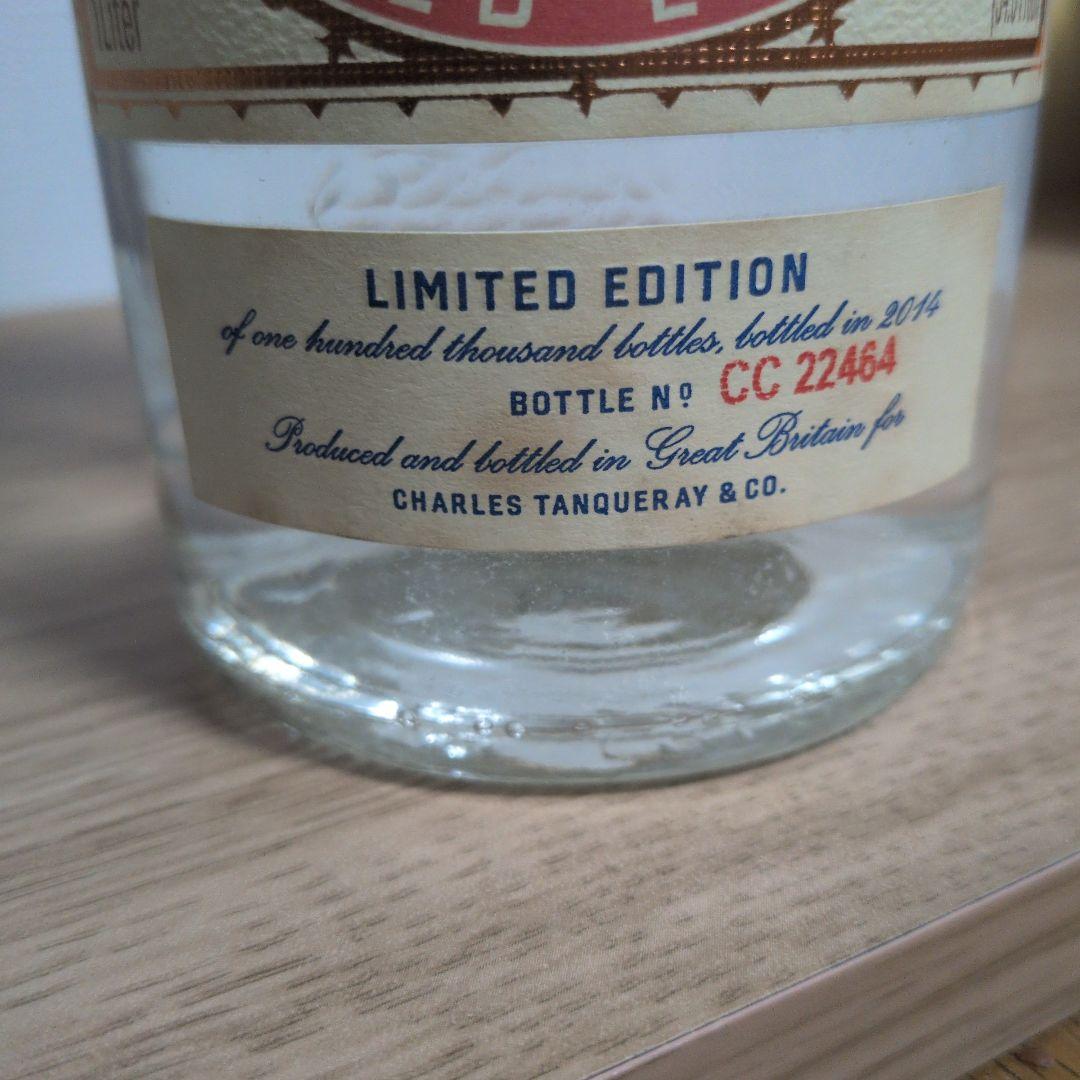 1Liter
LIMITED EDITION
of one hundred thousand bottles, bottled in 2014
BOTTLE Nº CC 22464
Produced and bottled in Great Britain for
CHARLES TANQUERAY & CO.